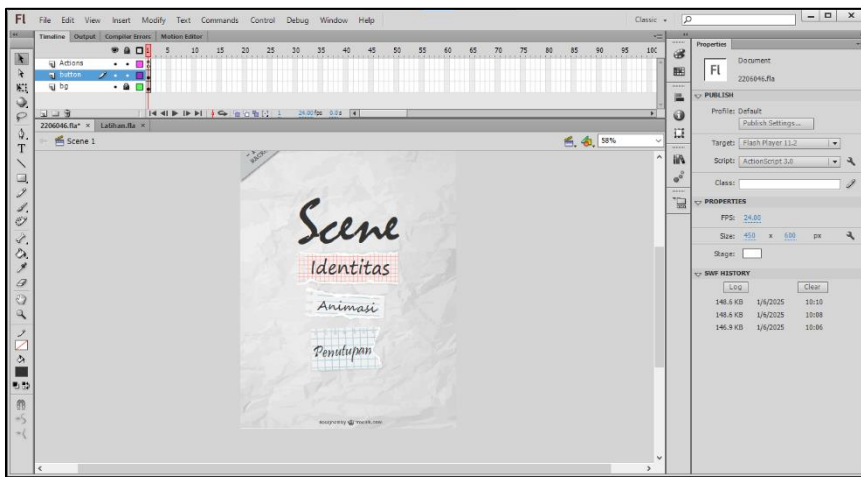 Fl File Edit View Insert Modify Text Commands Control Debug Window Help Classic
Timeline Output Compiler Errors Motion Editor
5 10 15 20 25 30 35 40 45 50 55 60 65 70 75 80 85 90 95 100
Actions
button
bg
1 24.00 fps 0.0 s
2206046.fla* × Latihan.fla ×
Scene 1 58%
Scene
Identitas
Animasi
Penutupan
designed by freepik.com
Properties
Fl
Document
2206046.fla
PUBLISH
Profile: Default
Publish Settings...
Target: Flash Player 11.2
Script: ActionScript 3.0
Class:
PROPERTIES
FPS: 24.00
Size: 450 x 600 px
Stage:
SWF HISTORY
Log Clear
148.6 KB 1/6/2025 10:10
148.6 KB 1/6/2025 10:08
146.9 KB 1/6/2025 10:06